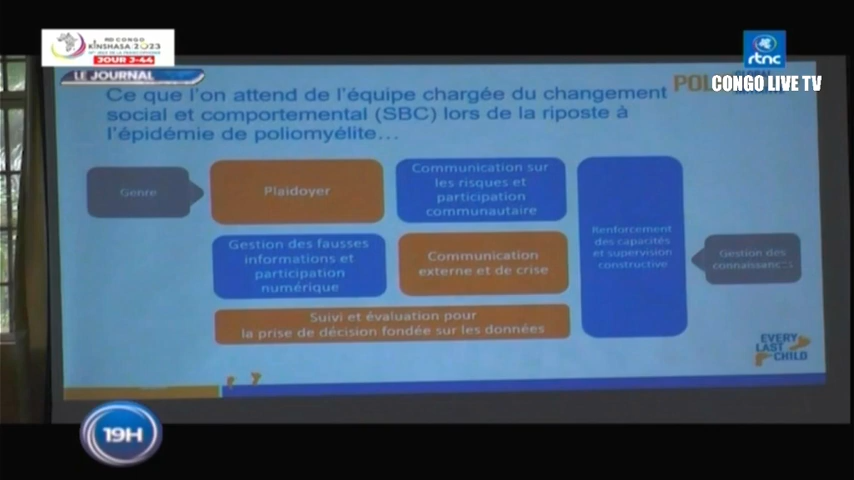 RD CONGO
KINSHASA 2023
JOUR J-44
rtnc
CONGO LIVE TV
LE JOURNAL
Ce que l'on attend de l'équipe chargée du changement
social et comportemental (SBC) lors de la riposte à
l'épidémie de poliomyélite...
Genre
Plaidoyer
Communication sur
les risques et
participation
communautaire
Gestion des fausses
informations et
participation
numérique
Communication
externe et de crise
Suivi et évaluation pour
la prise de décision fondée sur les données
Renforcement
des capacités
et supervision
constructive
Gestion des
EVERY
LAST
CHILD
19H